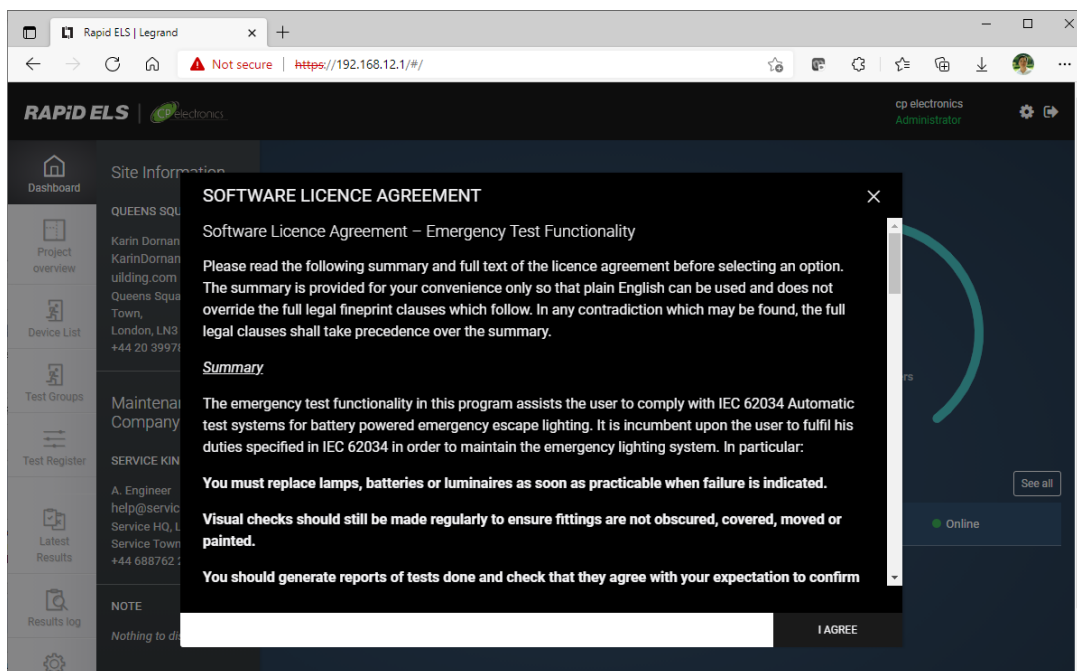 Rapid ELS | Legrand
Not secure
https://192.168.12.1/#/
RAPiD ELS
CP electronics
cp electronics
Administrator
Dashboard
Project
overview
Device List
Test Groups
Test Register
Latest
Results
Results log
Site Information
QUEENS SQU
Karin Dornan
KarinDornan
uilding.com
Queens Squa
Town,
London, LN3
+44 20 3997
Maintena
Company
SERVICE KIN
A. Engineer
help@servic
Service HQ, L
Service Town
+44 688762
NOTE
Nothing to di
SOFTWARE LICENCE AGREEMENT
Software Licence Agreement – Emergency Test Functionality
Please read the following summary and full text of the licence agreement before selecting an option.
The summary is provided for your convenience only so that plain English can be used and does not
override the full legal fineprint clauses which follow. In any contradiction which may be found, the full
legal clauses shall take precedence over the summary.
Summary
The emergency test functionality in this program assists the user to comply with IEC 62034 Automatic
test systems for battery powered emergency escape lighting. It is incumbent upon the user to fulfil his
duties specified in IEC 62034 in order to maintain the emergency lighting system. In particular:
You must replace lamps, batteries or luminaires as soon as practicable when failure is indicated.
Visual checks should still be made regularly to ensure fittings are not obscured, covered, moved or
painted.
You should generate reports of tests done and check that they agree with your expectation to confirm
I AGREE
rs
See all
Online